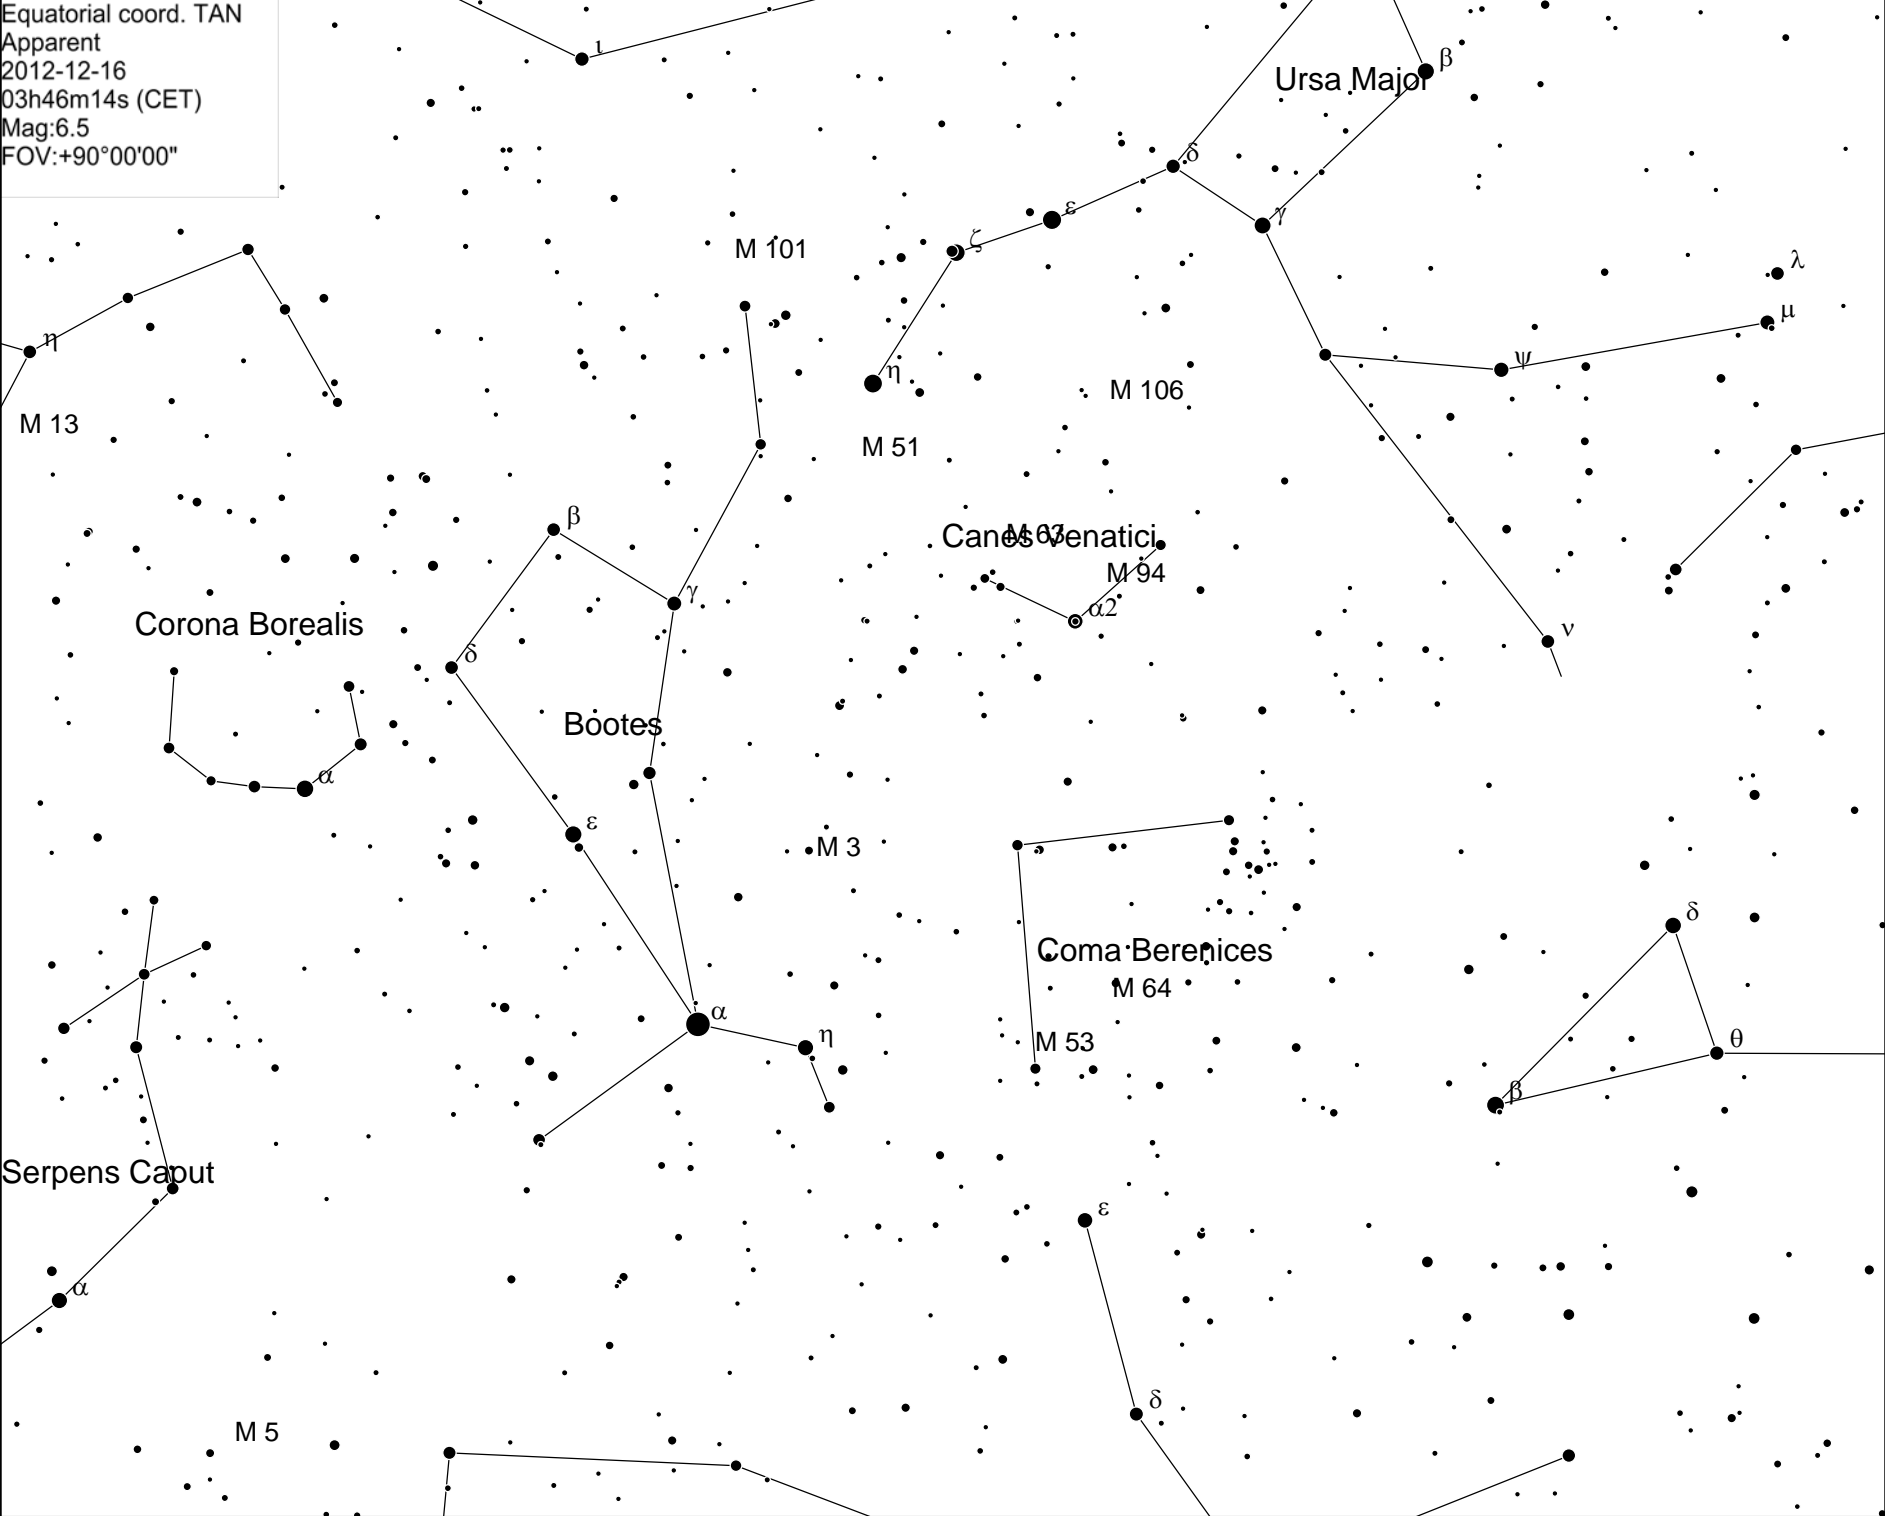 Equatorial coord. TAN
Apparent
2012-12-16
03h46m14s (CET)
Mag:6.5
FOV:+90°00'00"
ι
β
Ursa Major
δ
ε
γ
ζ
M 101
λ
μ
η
η
ψ
M 106
M 13
M 51
β
Canes Venatici
M 63
M 94
γ
α2
Corona Borealis
ν
δ
Bootes
α
ε
M 3
δ
Coma Berenices
M 64
α
η
M 53
θ
β
Serpens Caput
ε
α
δ
M 5